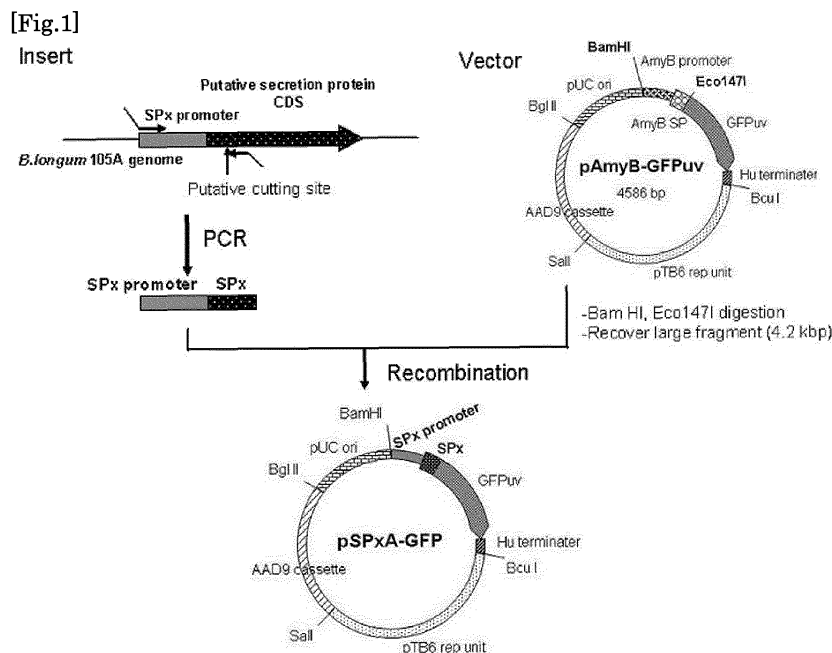 [Fig.1]
Insert
Putative secretion protein
CDS
SPx promoter
B.longum 105A genome
Putative cutting site
PCR
SPx promoter SPx
Vector
BamHI
AmyB promoter
Eco147I
pUC ori
Bgl II
AmyB SP
GFPuv
pAmyB-GFPuv
4586 bp
Hu terminater
Bcu I
AAD9 cassette
SalI
pTB6 rep unit
-Bam HI, Eco147I digestion
-Recover large fragment (4.2 kbp)
Recombination
BamHI
SPx promoter
SPx
pUC ori
Bgl II
GFPuv
pSPxA-GFP
Hu terminater
Bcu I
AAD9 cassette
SalI
pTB6 rep unit